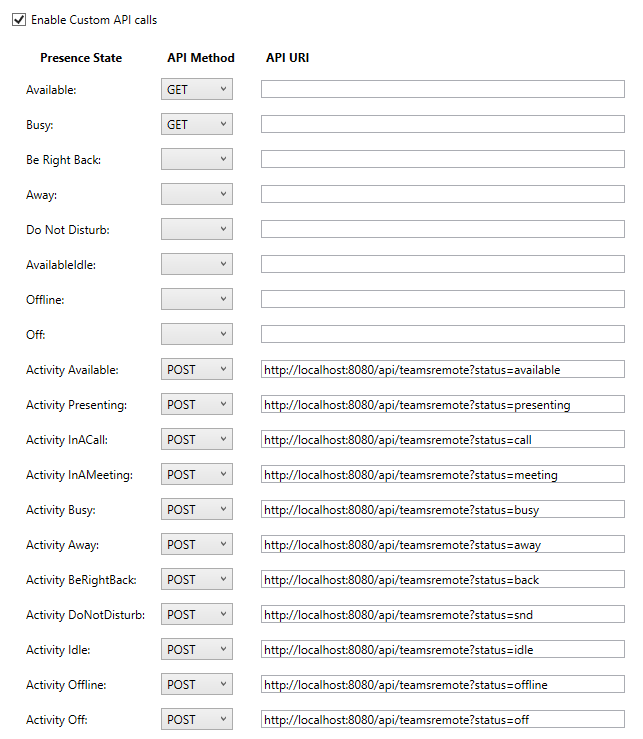 Enable Custom API calls
Presence State API Method API URI
Available: GET
Busy: GET
Be Right Back:
Away:
Do Not Disturb:
AvailableIdle:
Offline:
Off:
Activity Available: POST http://localhost:8080/api/teamsremote?status=available
Activity Presenting: POST http://localhost:8080/api/teamsremote?status=presenting
Activity InACall: POST http://localhost:8080/api/teamsremote?status=call
Activity InAMeeting: POST http://localhost:8080/api/teamsremote?status=meeting
Activity Busy: POST http://localhost:8080/api/teamsremote?status=busy
Activity Away: POST http://localhost:8080/api/teamsremote?status=away
Activity BeRightBack: POST http://localhost:8080/api/teamsremote?status=back
Activity DoNotDisturb: POST http://localhost:8080/api/teamsremote?status=snd
Activity Idle: POST http://localhost:8080/api/teamsremote?status=idle
Activity Offline: POST http://localhost:8080/api/teamsremote?status=offline
Activity Off: POST http://localhost:8080/api/teamsremote?status=off